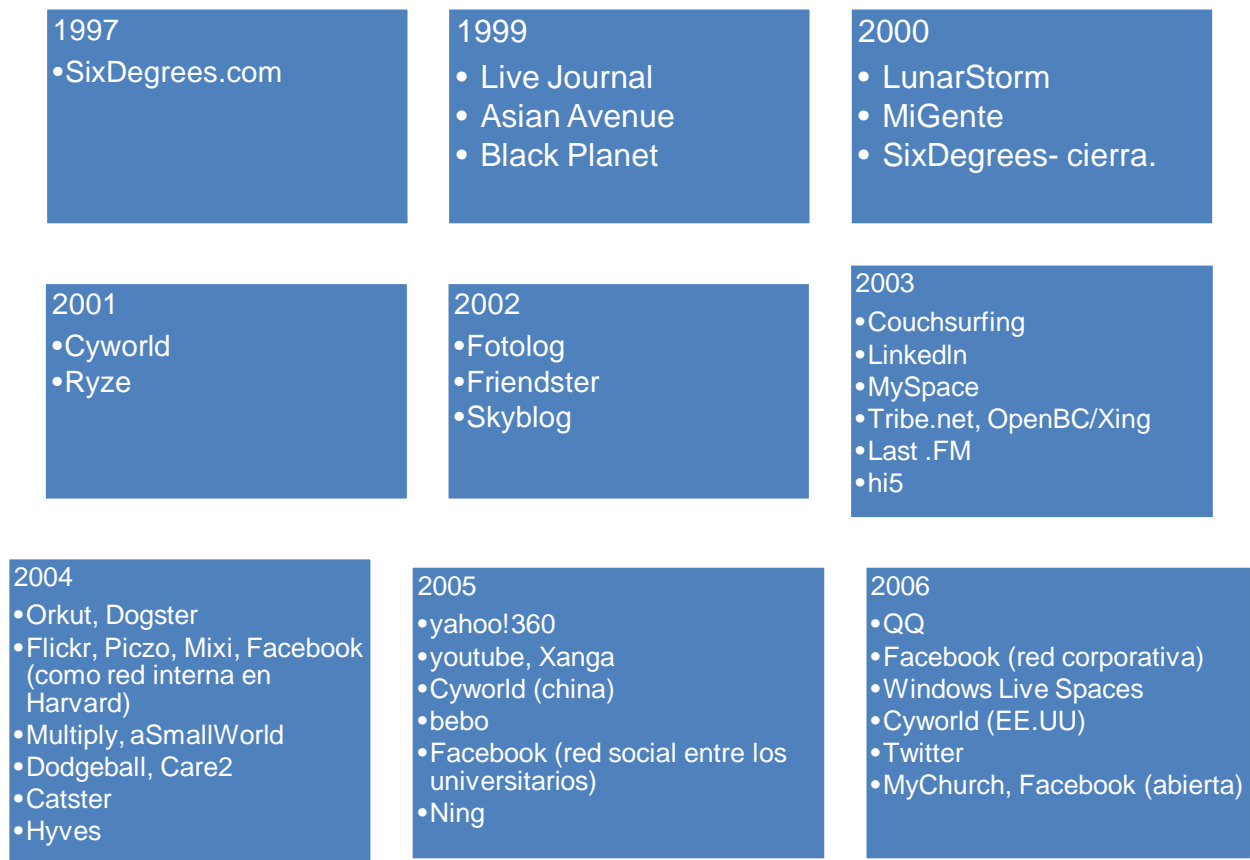 1997
•SixDegrees.com
1999
• Live Journal
• Asian Avenue
• Black Planet
2000
• LunarStorm
• MiGente
• SixDegrees- cierra.
2001
•Cyworld
•Ryze
2002
•Fotolog
•Friendster
•Skyblog
2003
•Couchsurfing
•LinkedIn
•MySpace
•Tribe.net, OpenBC/Xing
•Last .FM
•hi5
2004
•Orkut, Dogster
•Flickr, Piczo, Mixi, Facebook
(como red interna en
Harvard)
•Multiply, aSmallWorld
•Dodgeball, Care2
•Catster
•Hyves
2005
•yahoo!360
•youtube, Xanga
•Cyworld (china)
•bebo
•Facebook (red social entre los
universitarios)
•Ning
2006
•QQ
•Facebook (red corporativa)
•Windows Live Spaces
•Cyworld (EE.UU)
•Twitter
•MyChurch, Facebook (abierta)